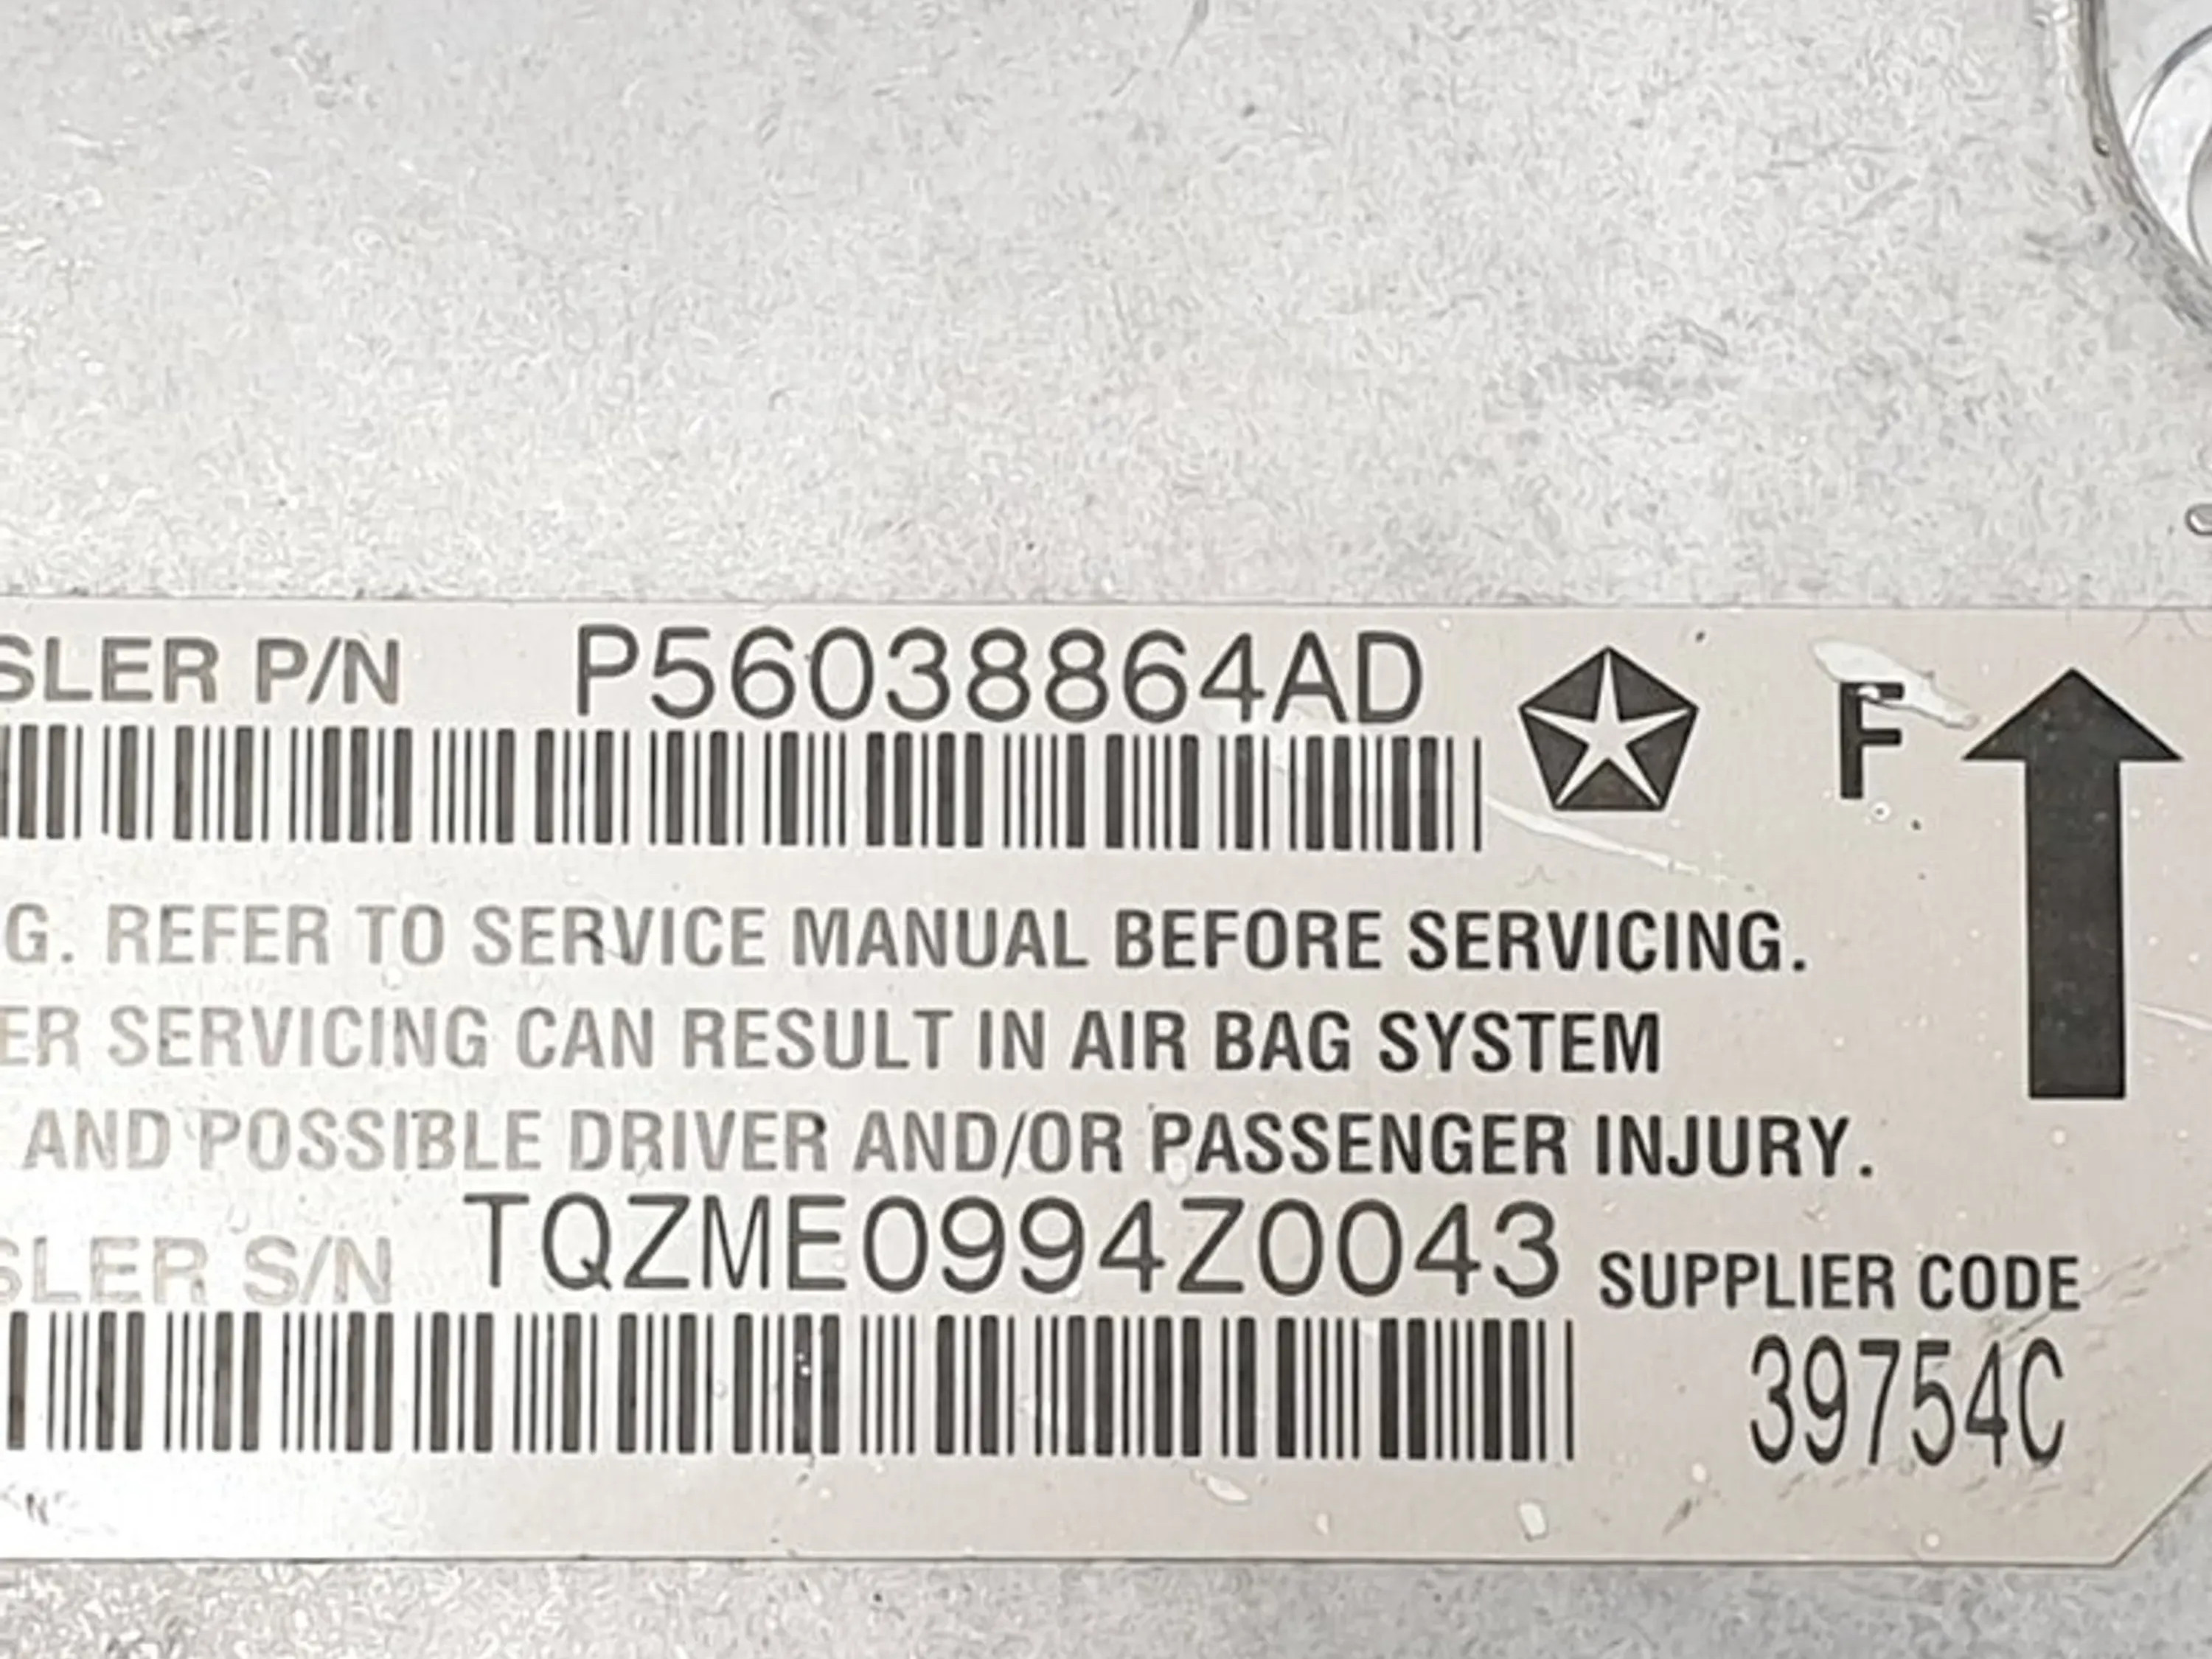 SLER P/N P56038864AD
F
G. REFER TO SERVICE MANUAL BEFORE SERVICING.
ER SERVICING CAN RESULT IN AIR BAG SYSTEM
AND POSSIBLE DRIVER AND/OR PASSENGER INJURY.
SLER S/N TQZME0994Z0043
SUPPLIER CODE
39754C